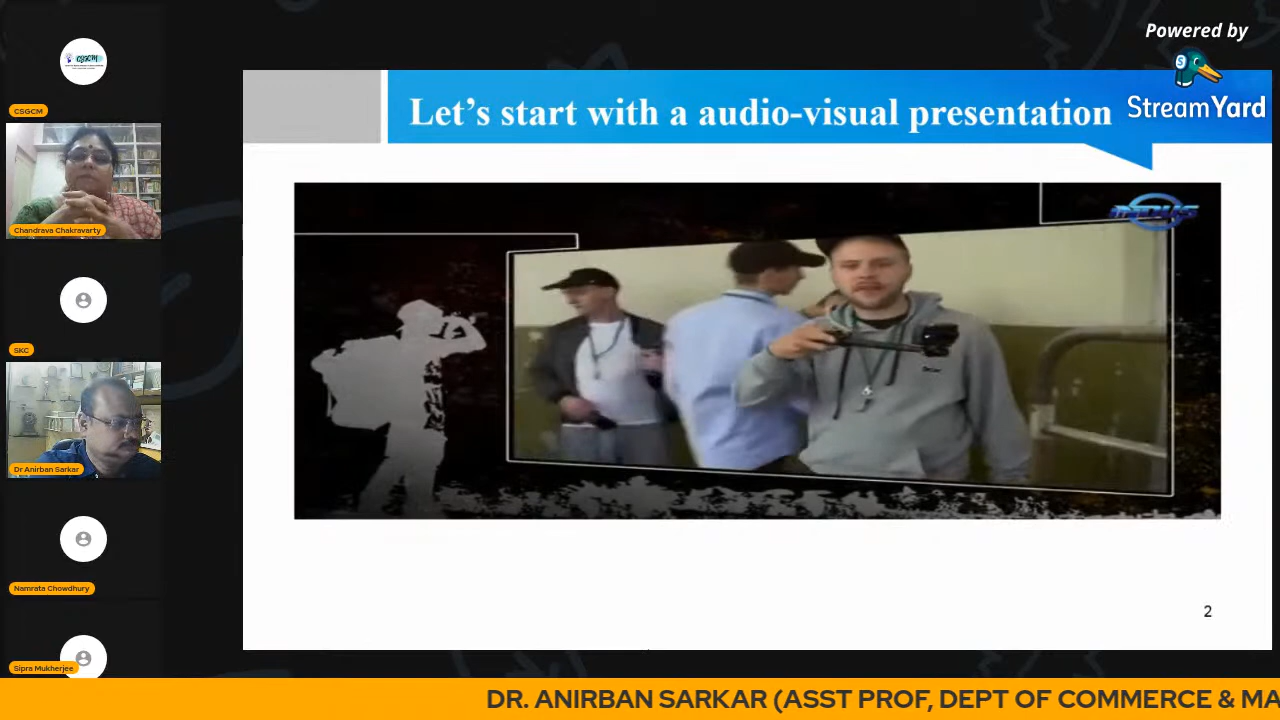 Powered by
StreamYard
CSGCM
Chandrava Chakravarty
SKC
Dr Anirban Sarkar
Namrata Chowdhury
Sipra Mukherjee
Let's start with a audio-visual presentation
INDUS
2
DR. ANIRBAN SARKAR (ASST PROF, DEPT OF COMMERCE & MA